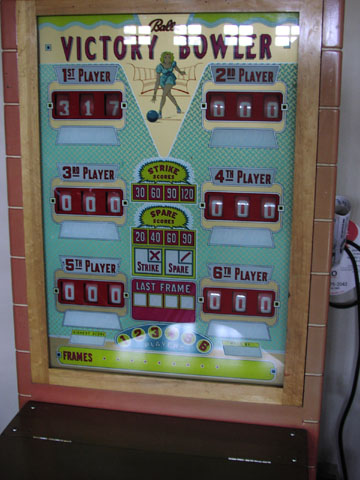 Bally
VICTORY BOWLER
1ST PLAYER
2ND PLAYER
3 1 7
0 0 0
3RD PLAYER
4TH PLAYER
0 0 0
0 0 0
STRIKE
SCORES
30 60 90 120
SPARE
SCORES
20 40 60 90
STRIKE
SPARE
5TH PLAYER
6TH PLAYER
0 0 0
0 0 0
LAST FRAME
1 2 3 4 5 6
FRAMES